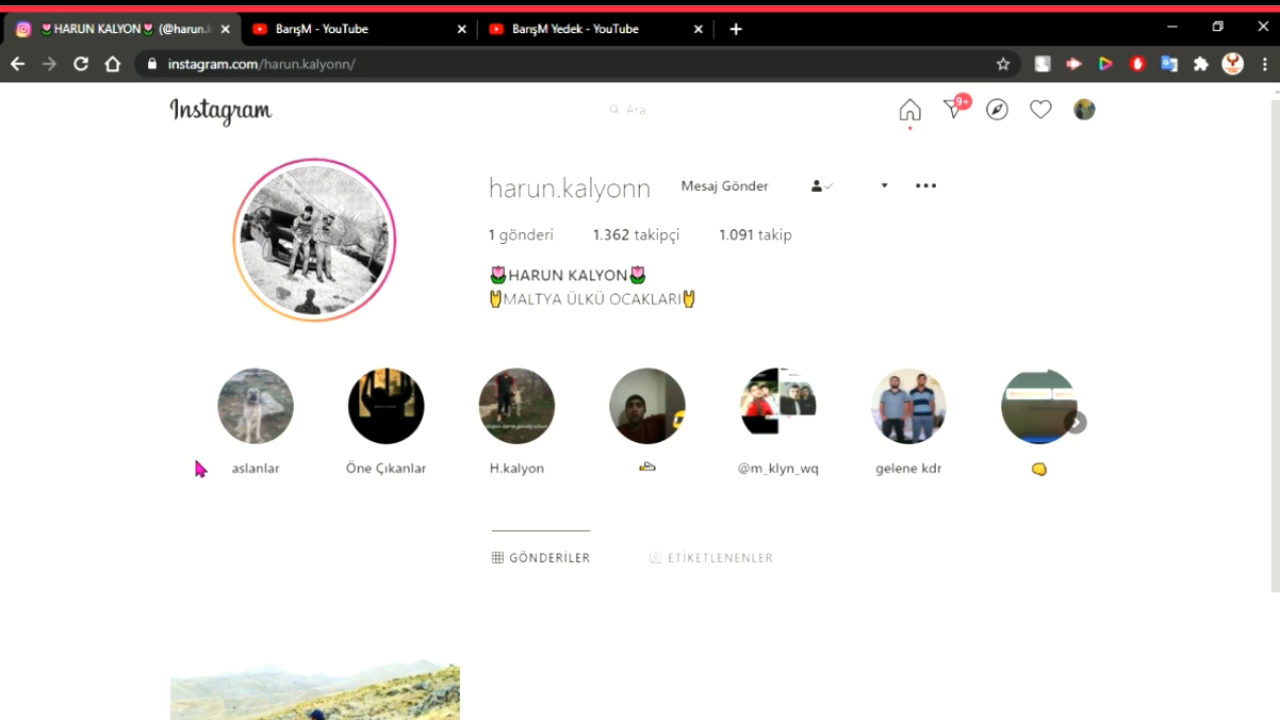 🌷HARUN KALYON🌷 (@harun.k
BarışM - YouTube
BarışM Yedek - YouTube
instagram.com/harun.kalyonn/
Instagram
Ara
9+
harun.kalyonn
Mesaj Gönder
1 gönderi
1.362 takipçi
1.091 takip
🌷HARUN KALYON🌷
🤘MALTYA ÜLKÜ OCAKLARI🤘
aslanlar
Öne Çıkanlar
H.kalyon
@m_klyn_wq
gelene kdr
GÖNDERİLER
ETİKETLENENLER